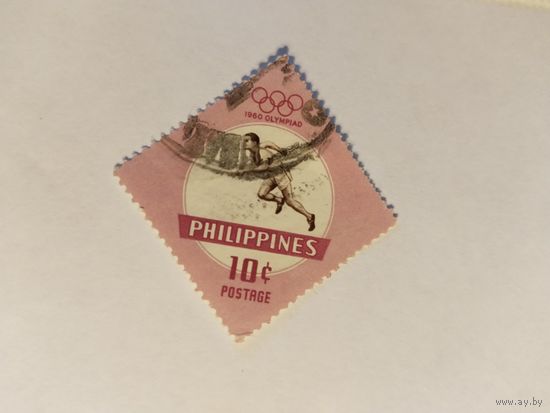 1960 OLYMPIAD
PHILIPPINES
10¢
POSTAGE
www.ay.by